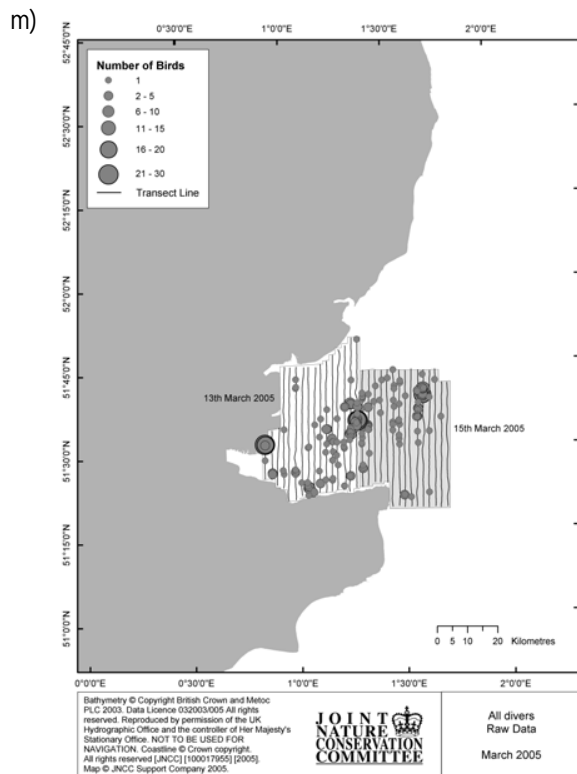 m)
0°0'0"E
0°30'0"E
1°0'0"E
1°30'0"E
2°0'0"E
52°45'0"N
52°30'0"N
52°15'0"N
52°0'0"N
51°45'0"N
51°30'0"N
51°15'0"N
51°0'0"N
Number of Birds
1
2 - 5
6 - 10
11 - 15
16 - 20
21 - 30
Transect Line
13th March 2005
15th March 2005
0 5 10 20
Kilometres
0°0'0"E
0°30'0"E
1°0'0"E
1°30'0"E
2°0'0"E
Bathymetry © Copyright British Crown and Metoc
PLC 2003. Data Licence 032003/005 All rights
reserved. Reproduced by permission of the UK
Hydrographic Office and the controller of Her Majesty's
Stationary Office. NOT TO BE USED FOR
NAVIGATION. Coastline © Crown copyright.
All rights reserved [JNCC] [100017955] [2005].
Map © JNCC Support Company 2005.
JOINT
NATURE
CONSERVATION
COMMITTEE
All divers
Raw Data
March 2005